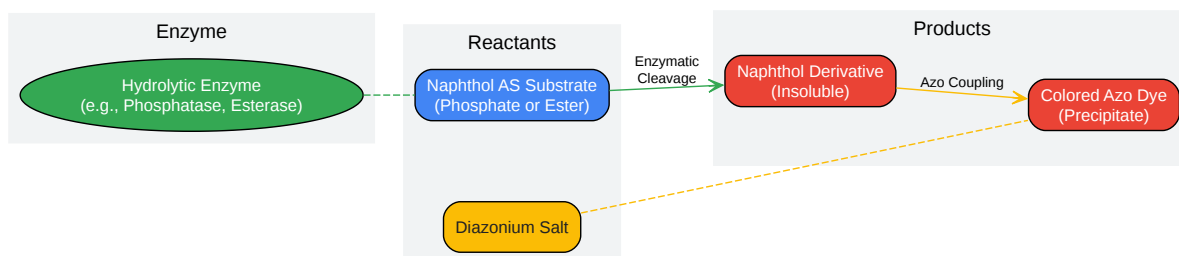 Enzyme
Hydrolytic Enzyme
(e.g., Phosphatase, Esterase)
Reactants
Naphthol AS Substrate
(Phosphate or Ester)
Diazonium Salt
Enzymatic
Cleavage
Products
Naphthol Derivative
(Insoluble)
Azo Coupling
Colored Azo Dye
(Precipitate)